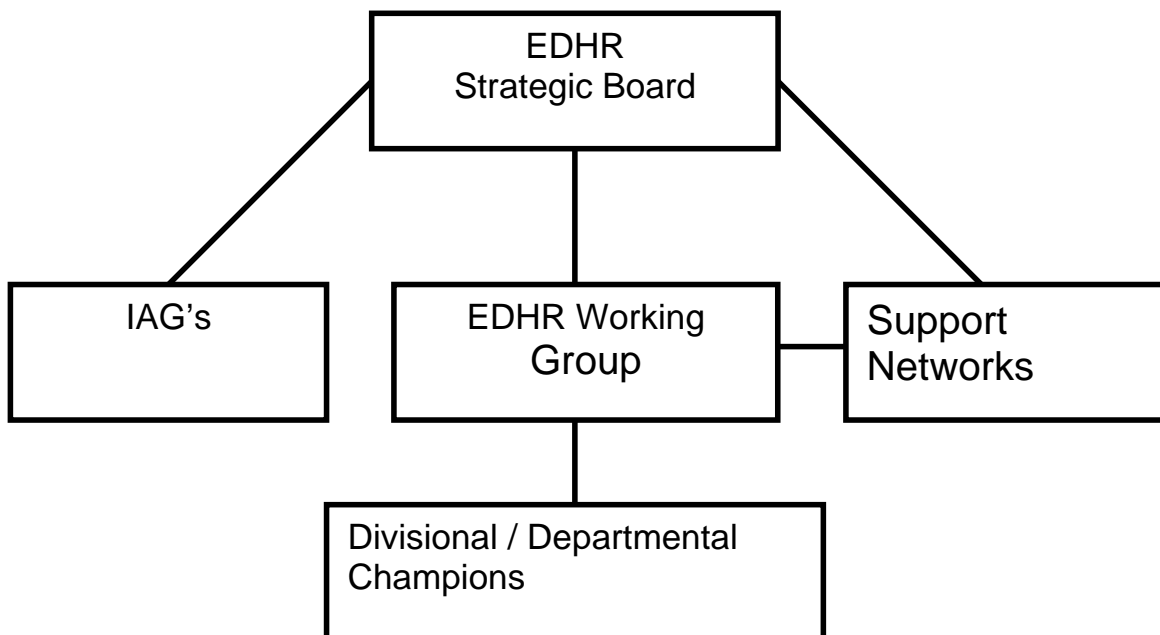 EDHR
Strategic Board
IAG’s
EDHR Working
Group
Support
Networks
Divisional / Departmental
Champions